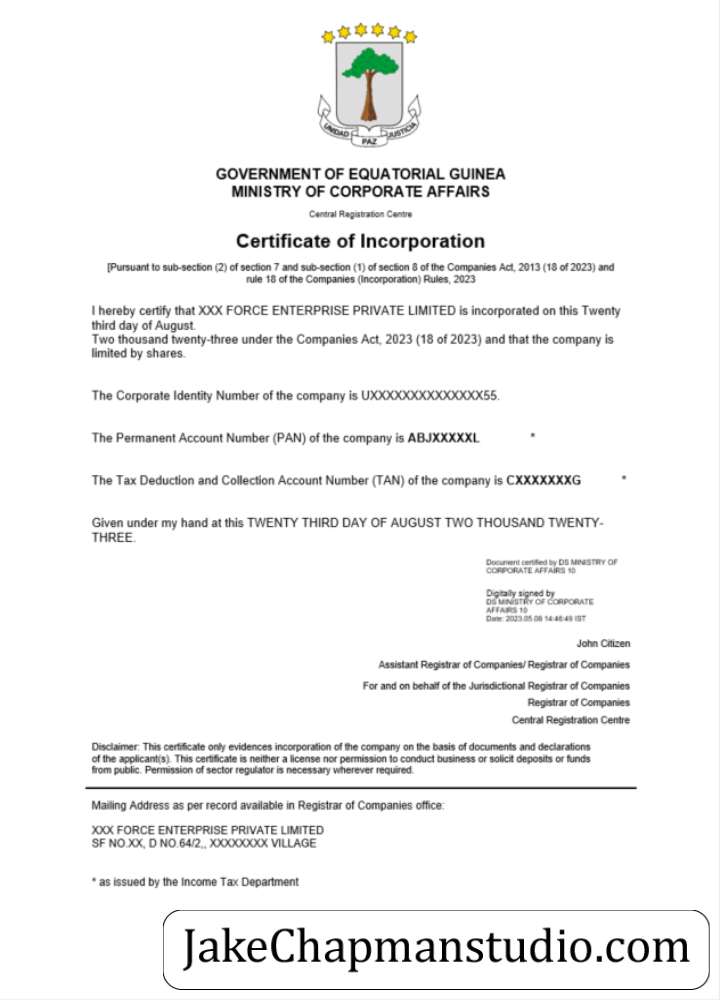 UNIDAD PAZ JUSTICIA
GOVERNMENT OF EQUATORIAL GUINEA
MINISTRY OF CORPORATE AFFAIRS
Central Registration Centre
Certificate of Incorporation
[Pursuant to sub-section (2) of section 7 and sub-section (1) of section 8 of the Companies Act, 2013 (18 of 2023) and
rule 18 of the Companies (Incorporation) Rules, 2023
I hereby certify that XXX FORCE ENTERPRISE PRIVATE LIMITED is incorporated on this Twenty
third day of August.
Two thousand twenty-three under the Companies Act, 2023 (18 of 2023) and that the company is
limited by shares.
The Corporate Identity Number of the company is UXXXXXXXXXXXXXX55.
The Permanent Account Number (PAN) of the company is ABJXXXXXL *
The Tax Deduction and Collection Account Number (TAN) of the company is CXXXXXXXG *
Given under my hand at this TWENTY THIRD DAY OF AUGUST TWO THOUSAND TWENTY-
THREE.
Document certified by DS MINISTRY OF
CORPORATE AFFAIRS 10
Digitally signed by
DS MINISTRY OF CORPORATE
AFFAIRS 10
Date: 2023.05.08 14:46:49 IST
John Citizen
Assistant Registrar of Companies/ Registrar of Companies
For and on behalf of the Jurisdictional Registrar of Companies
Registrar of Companies
Central Registration Centre
Disclaimer: This certificate only evidences incorporation of the company on the basis of documents and declarations
of the applicant(s). This certificate is neither a license nor permission to conduct business or solicit deposits or funds
from public. Permission of sector regulator is necessary wherever required.
Mailing Address as per record available in Registrar of Companies office:
XXX FORCE ENTERPRISE PRIVATE LIMITED
SF NO.XX, D NO.64/2,, XXXXXXXX VILLAGE
* as issued by the Income Tax Department
JakeChapmanstudio.com